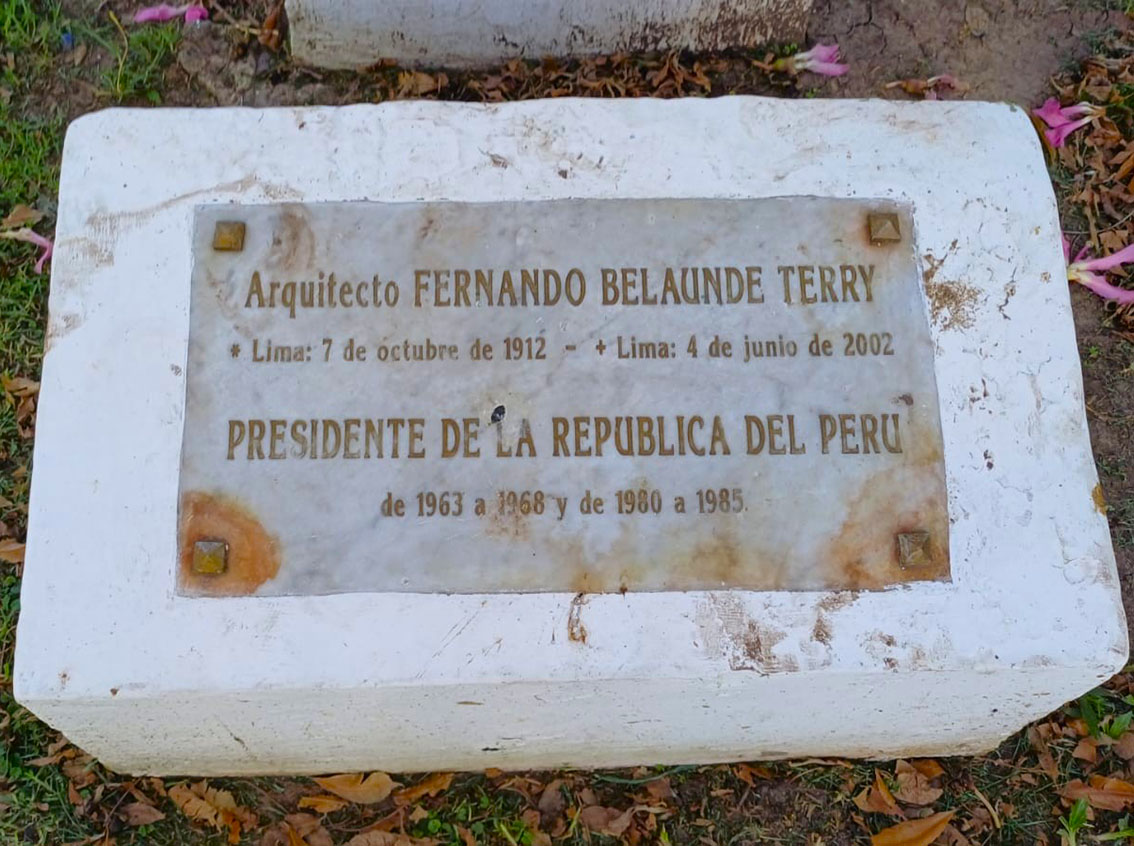 Arquitecto FERNANDO BELAUNDE TERRY
* Lima: 7 de octubre de 1912 - + Lima: 4 de junio de 2002
PRESIDENTE DE LA REPUBLICA DEL PERU
de 1963 a 1968 y de 1980 a 1985.